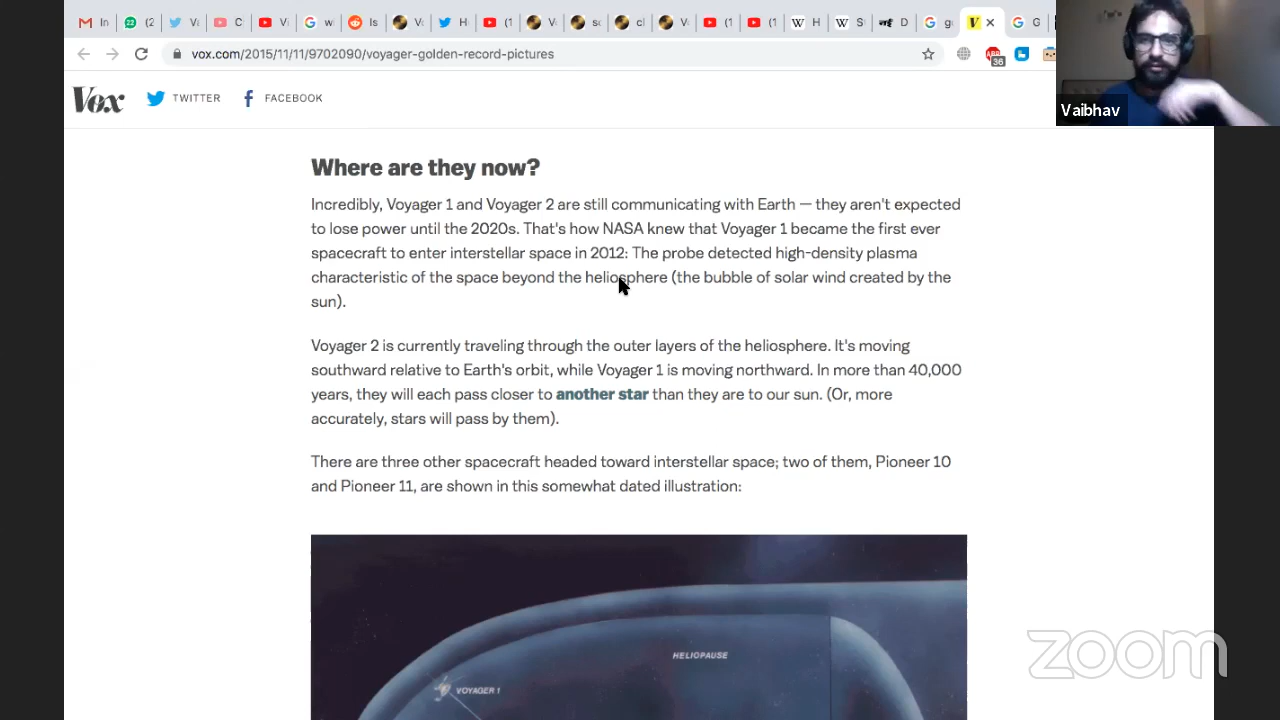 In
(2
V
C
V
w
Is
V
H
(1
V
s
cl
V
(1
(1
H
S
D
g
G
vox.com/2015/11/11/9702090/voyager-golden-record-pictures
36
Vaibhav
Vox TWITTER FACEBOOK
Where are they now?
Incredibly, Voyager 1 and Voyager 2 are still communicating with Earth — they aren't expected
to lose power until the 2020s. That's how NASA knew that Voyager 1 became the first ever
spacecraft to enter interstellar space in 2012: The probe detected high-density plasma
characteristic of the space beyond the heliosphere (the bubble of solar wind created by the
sun).
Voyager 2 is currently traveling through the outer layers of the heliosphere. It's moving
southward relative to Earth's orbit, while Voyager 1 is moving northward. In more than 40,000
years, they will each pass closer to another star than they are to our sun. (Or, more
accurately, stars will pass by them).
There are three other spacecraft headed toward interstellar space; two of them, Pioneer 10
and Pioneer 11, are shown in this somewhat dated illustration:
HELIOPAUSE
VOYAGER 1
zoom